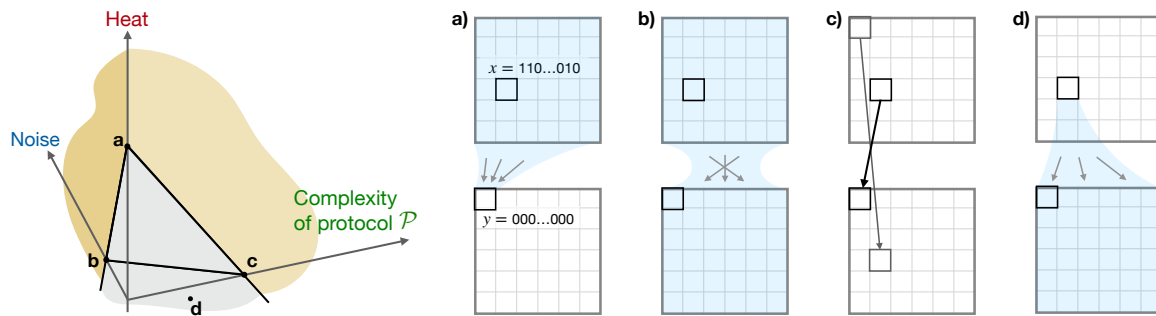 Heat
Noise
a
Complexity
of protocol 𝒫
b
c
d
a)
x = 110...010
y = 000...000
b)
c)
d)